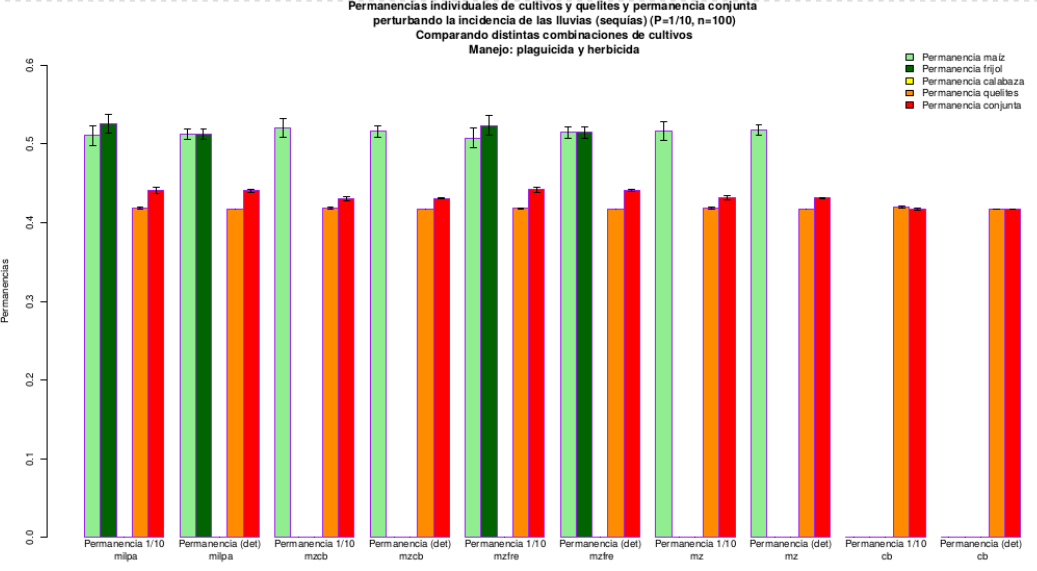 Permanencias individuales de cultivos y quelites y permanencia conjunta
perturbando la incidencia de las lluvias (sequías) (P=1/10, n=100)
Comparando distintas combinaciones de cultivos
Manejo: plaguicida y herbicida
Permanencia maíz
Permanencia frijol
Permanencia calabaza
Permanencia quelites
Permanencia conjunta
Permanencias
0.6
0.5
0.4
0.3
0.2
0.1
0.0
Permanencia 1/10 Permanencia (det) Permanencia 1/10 Permanencia (det) Permanencia 1/10 Permanencia (det) Permanencia 1/10 Permanencia (det) Permanencia 1/10 Permanencia (det)
milpa milpa mzcb mzcb mzfre mzfre mz mz cb cb